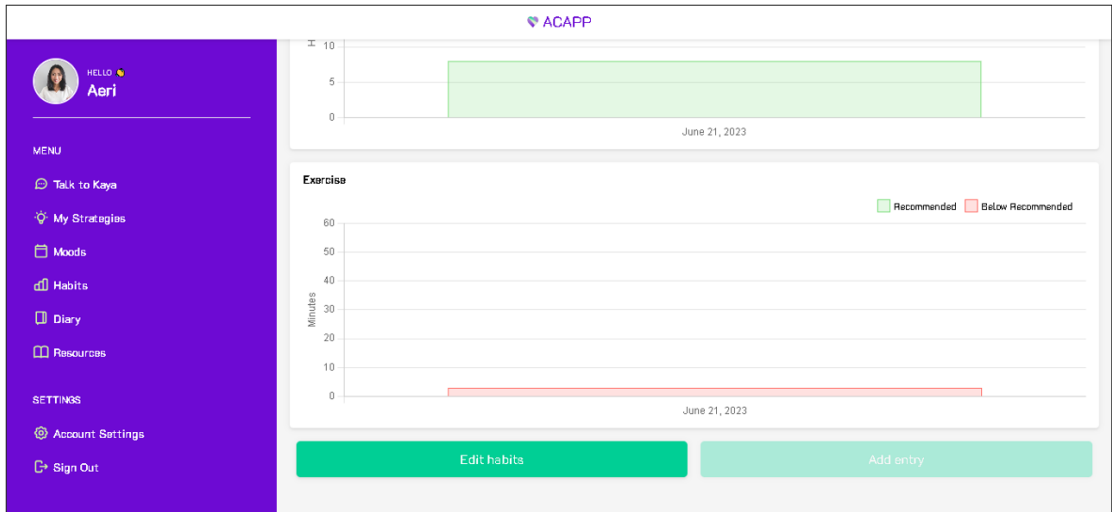 ACAPP
HELLO 👋
Aeri
MENU
Talk to Kaya
My Strategies
Moods
Habits
Diary
Resources
SETTINGS
Account Settings
Sign Out
10
5
0
June 21, 2023
Exercise
Recommended Below Recommended
60
50
40
Minutes
30
20
10
0
June 21, 2023
Edit habits Add entry